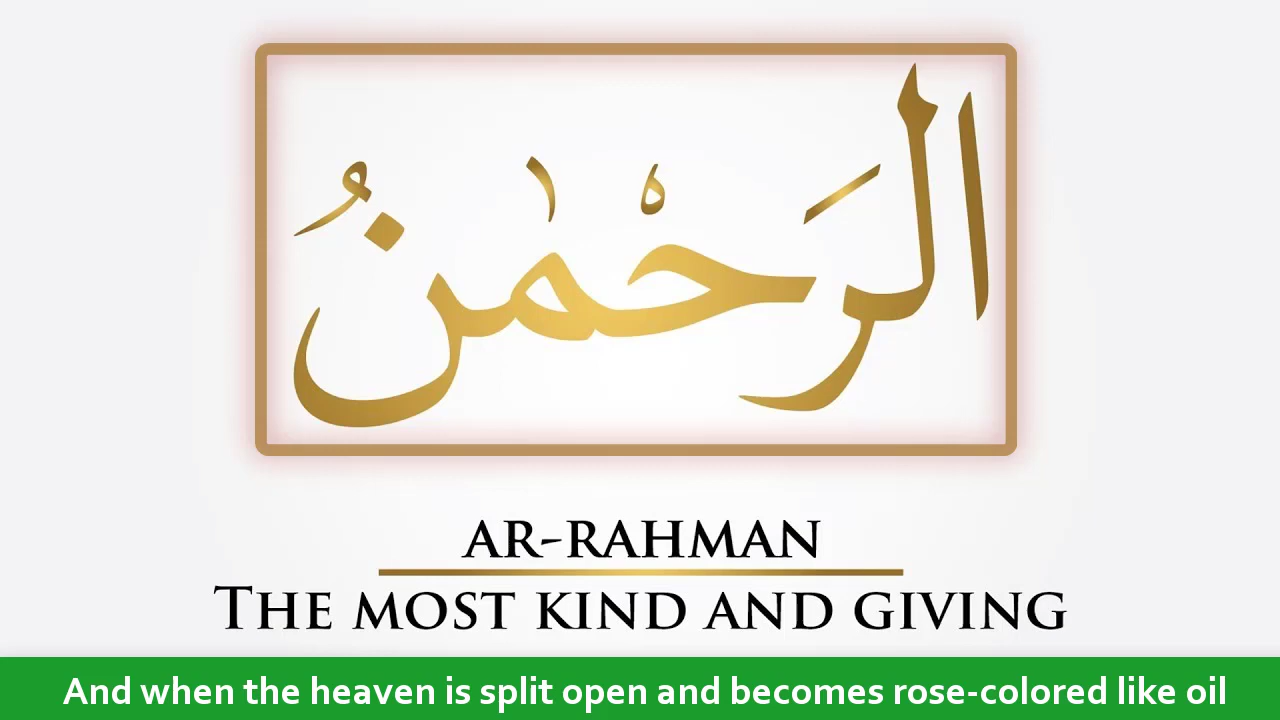 الرَحْمٰنُ
AR-RAHMAN
THE MOST KIND AND GIVING
And when the heaven is split open and becomes rose-colored like oil